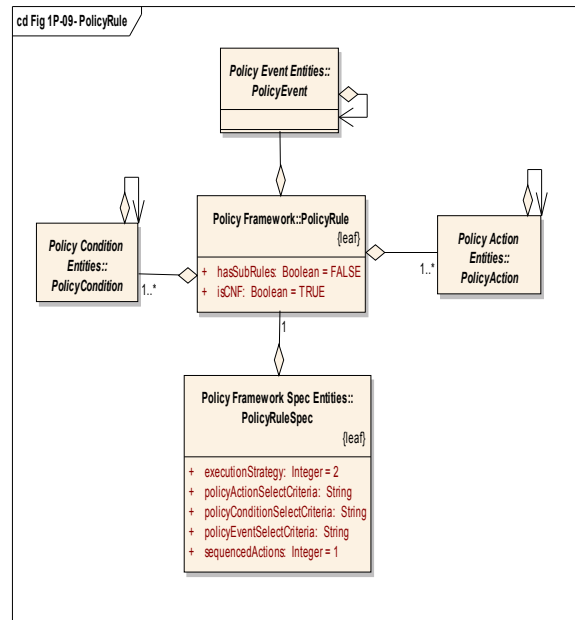 cd Fig 1P-09- PolicyRule
Policy Event Entities::
PolicyEvent
Policy Condition
Entities::
PolicyCondition
1..*
Policy Framework::PolicyRule
{leaf}
+ hasSubRules: Boolean = FALSE
+ isCNF: Boolean = TRUE
Policy Action
Entities::
PolicyAction
1..*
1
Policy Framework Spec Entities::
PolicyRuleSpec
{leaf}
+ executionStrategy: Integer = 2
+ policyActionSelectCriteria: String
+ policyConditionSelectCriteria: String
+ policyEventSelectCriteria: String
+ sequencedActions: Integer = 1